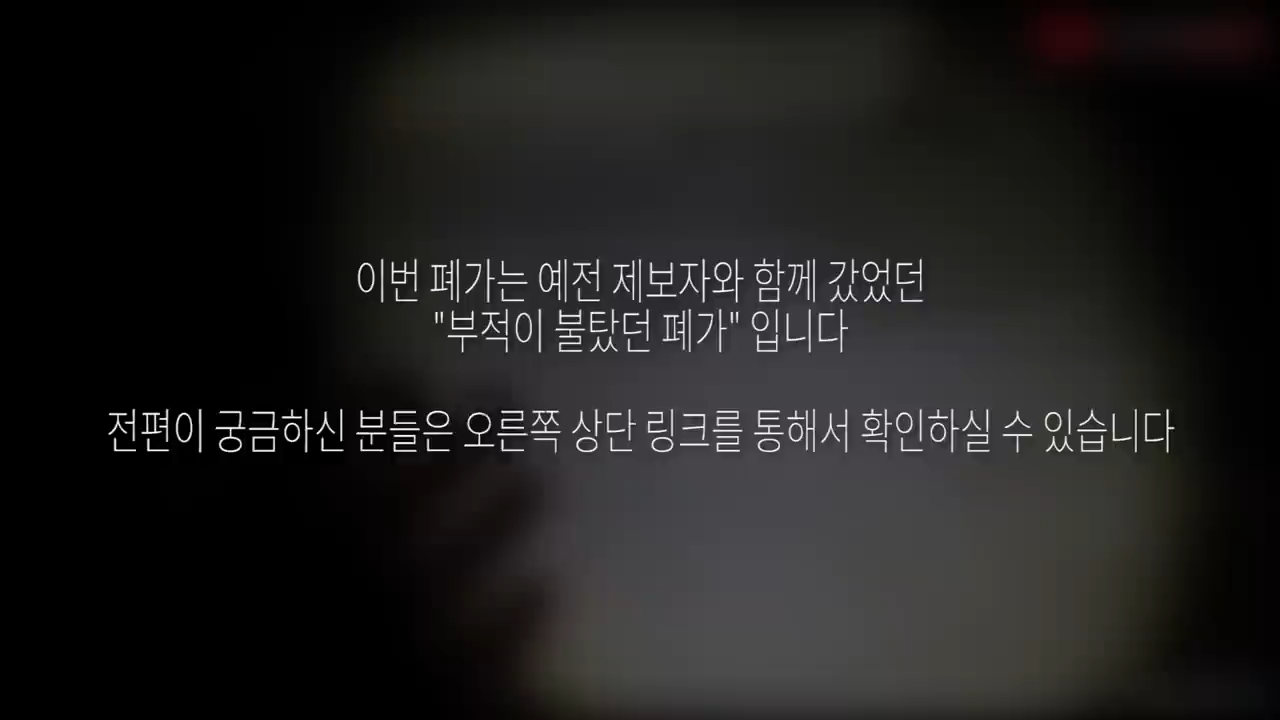 이번 폐가는 예전 제보자와 함께 갔었던
"부적이 불탔던 폐가" 입니다
전편이 궁금하신 분들은 오른쪽 상단 링크를 통해서 확인하실 수 있습니다